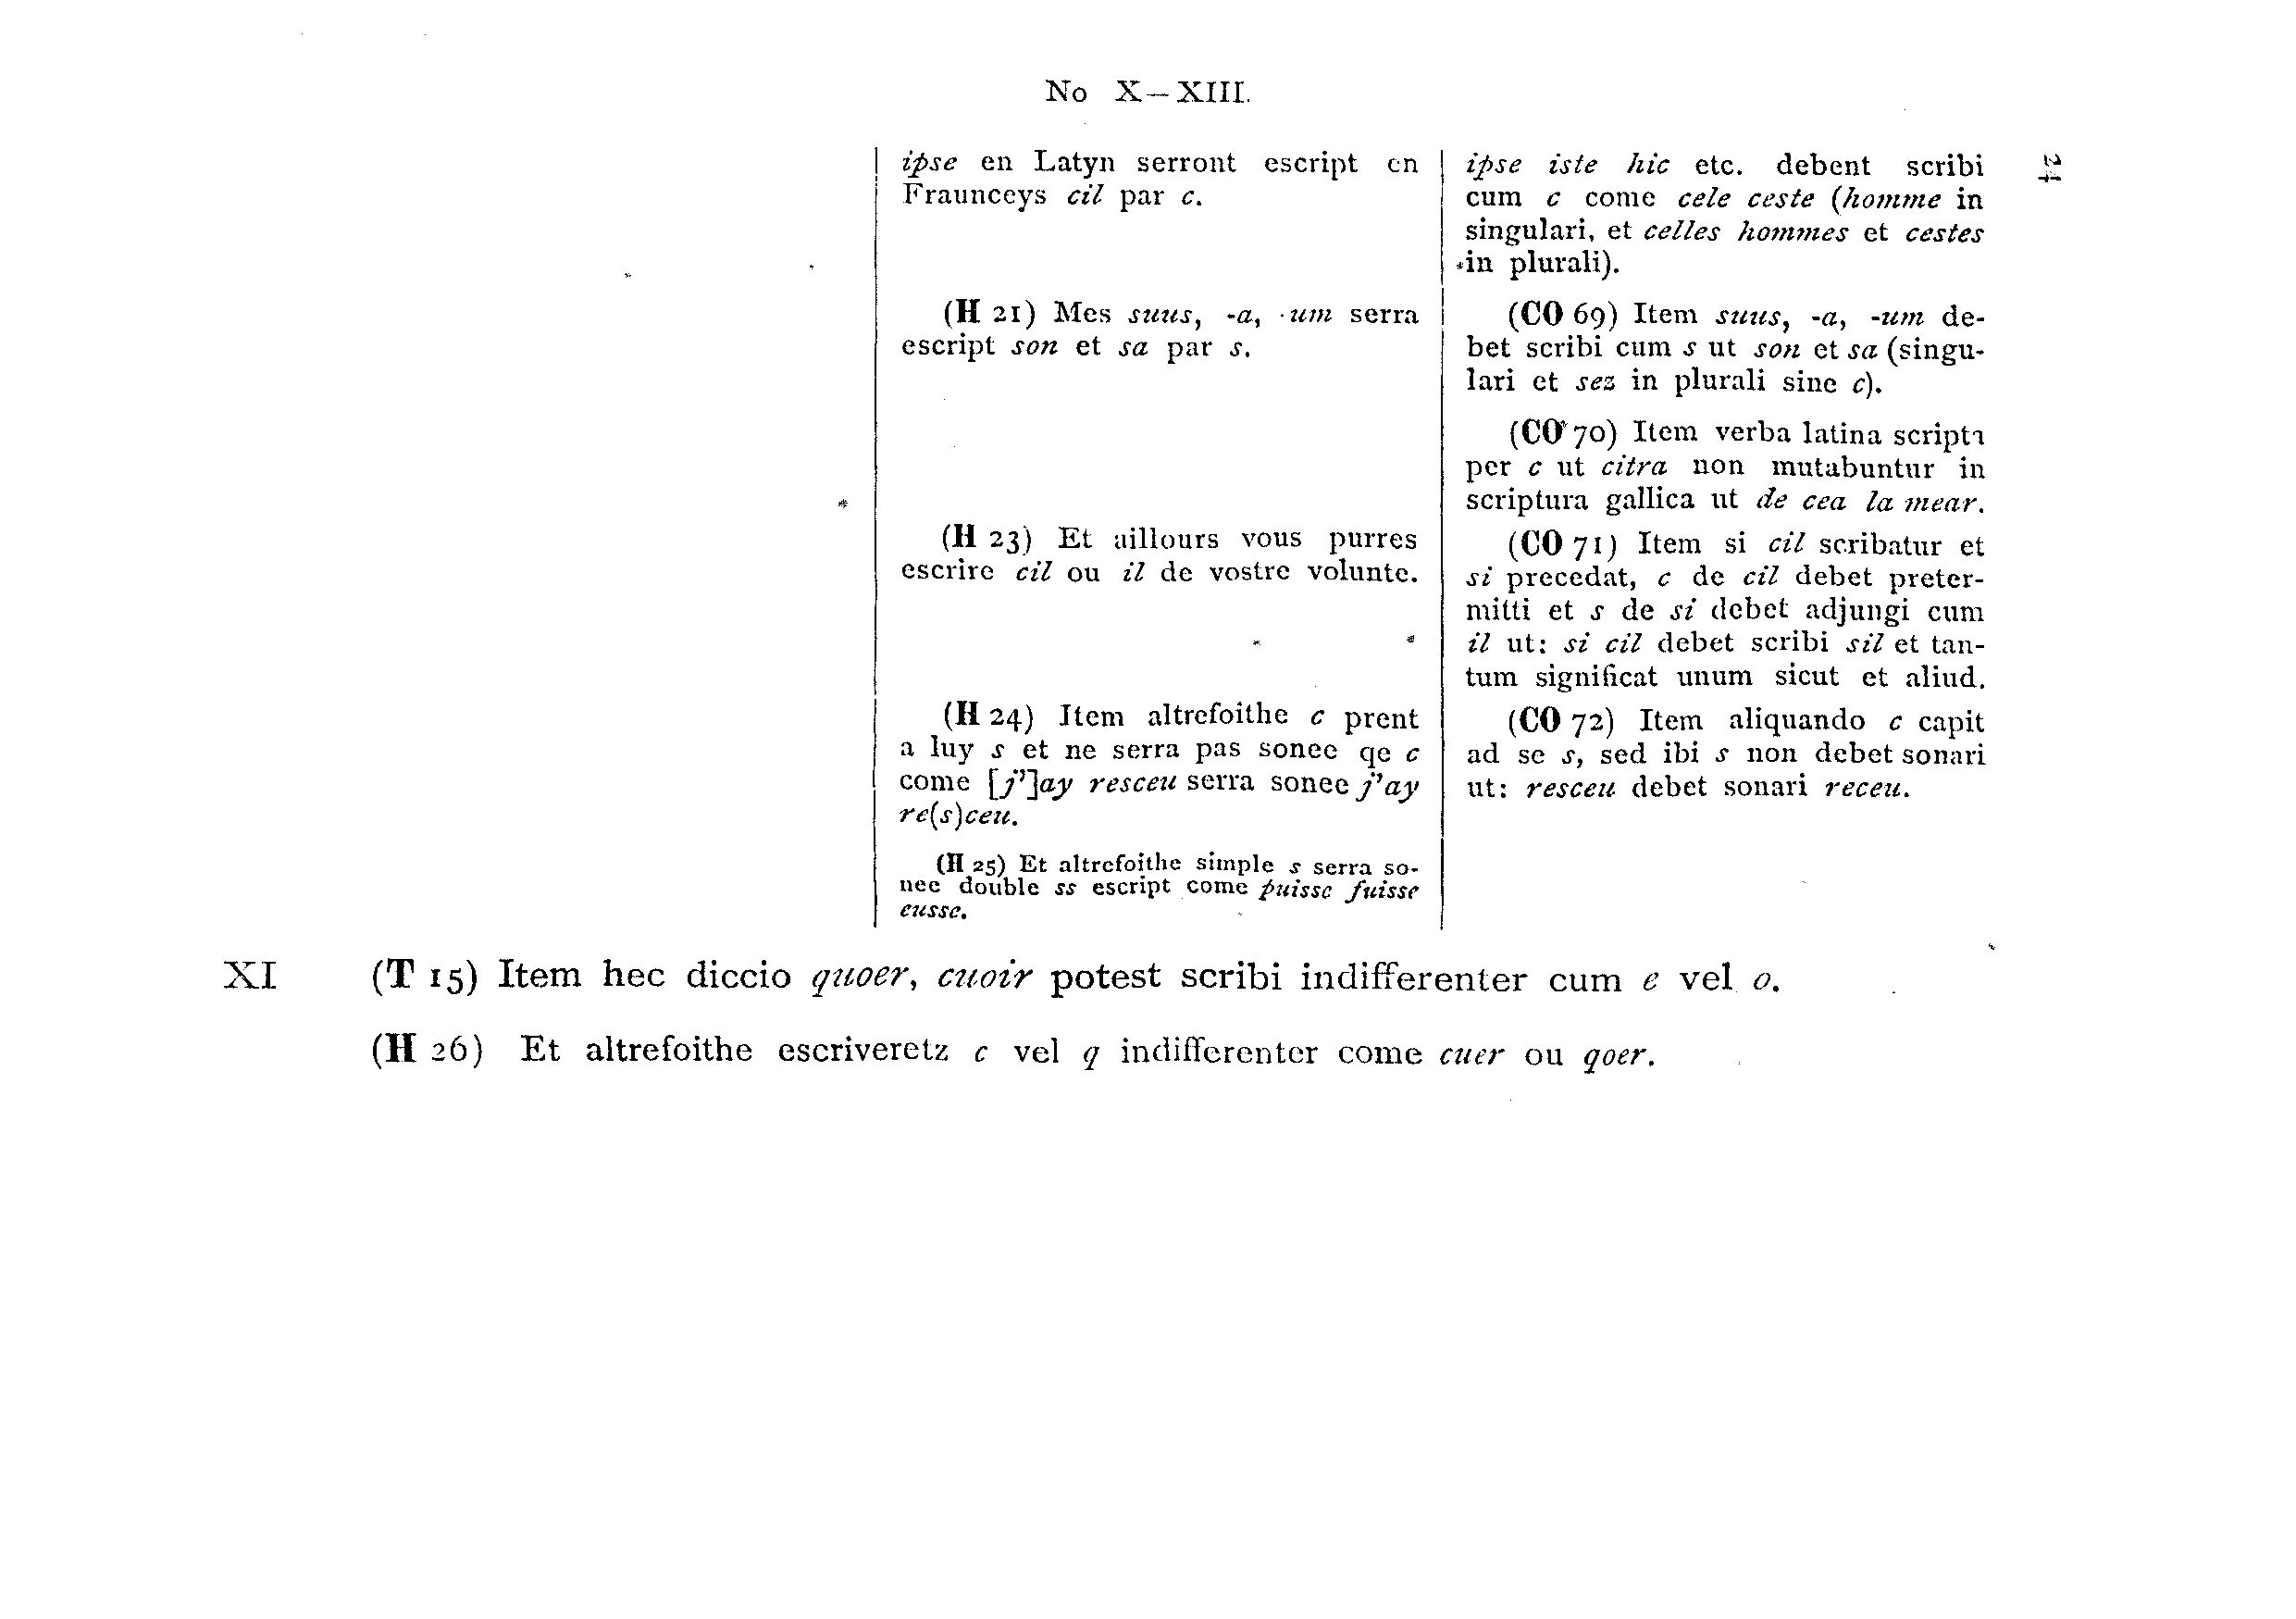 No X—XIII.
24
ipse en Latyn serront escript en
Fraunceys cil par c.
(H 21) Mes suus, -a, -um serra
escript son et sa par s.
(H 23) Et aillours vous purres
escrire cil ou il de vostre volunte.
(H 24) Item altrefoithe c prent
a luy s et ne serra pas sonee qe c
come [j']ay resceu serra sonee j'ay
re(s)ceu.
(H 25) Et altrefoithe simple s serra so-
nee double ss escript come puisse fuisse
eusse.
ipse iste hic etc. debent scribi
cum c come cele ceste (homme in
singulari, et celles hommes et cestes
in plurali).
(CO 69) Item suus, -a, -um de-
bet scribi cum s ut son et sa (singu-
lari et sez in plurali sine c).
(CO 70) Item verba latina scripta
per c ut citra non mutabuntur in
scriptura gallica ut de cea la mear.
(CO 71) Item si cil scribatur et
si precedat, c de cil debet preter-
mitti et s de si debet adjungi cum
il ut: si cil debet scribi sil et tan-
tum significat unum sicut et aliud.
(CO 72) Item aliquando c capit
ad se s, sed ibi s non debet sonari
ut: resceu debet sonari receu.
XI (T 15) Item hec diccio quoer, cuoir potest scribi indifferenter cum e vel o.
(H 26) Et altrefoithe escriveretz c vel q indifferenter come cuer ou qoer.